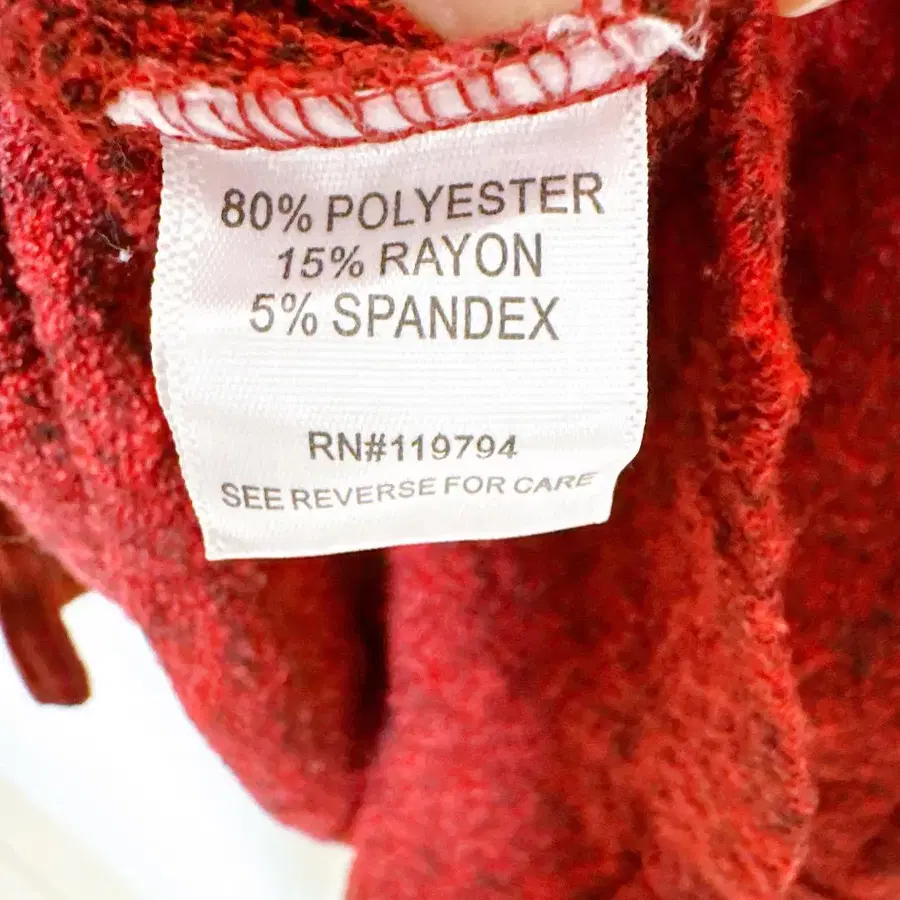 80% POLYESTER
15% RAYON
5% SPANDEX
RN#119794
SEE REVERSE FOR CARE